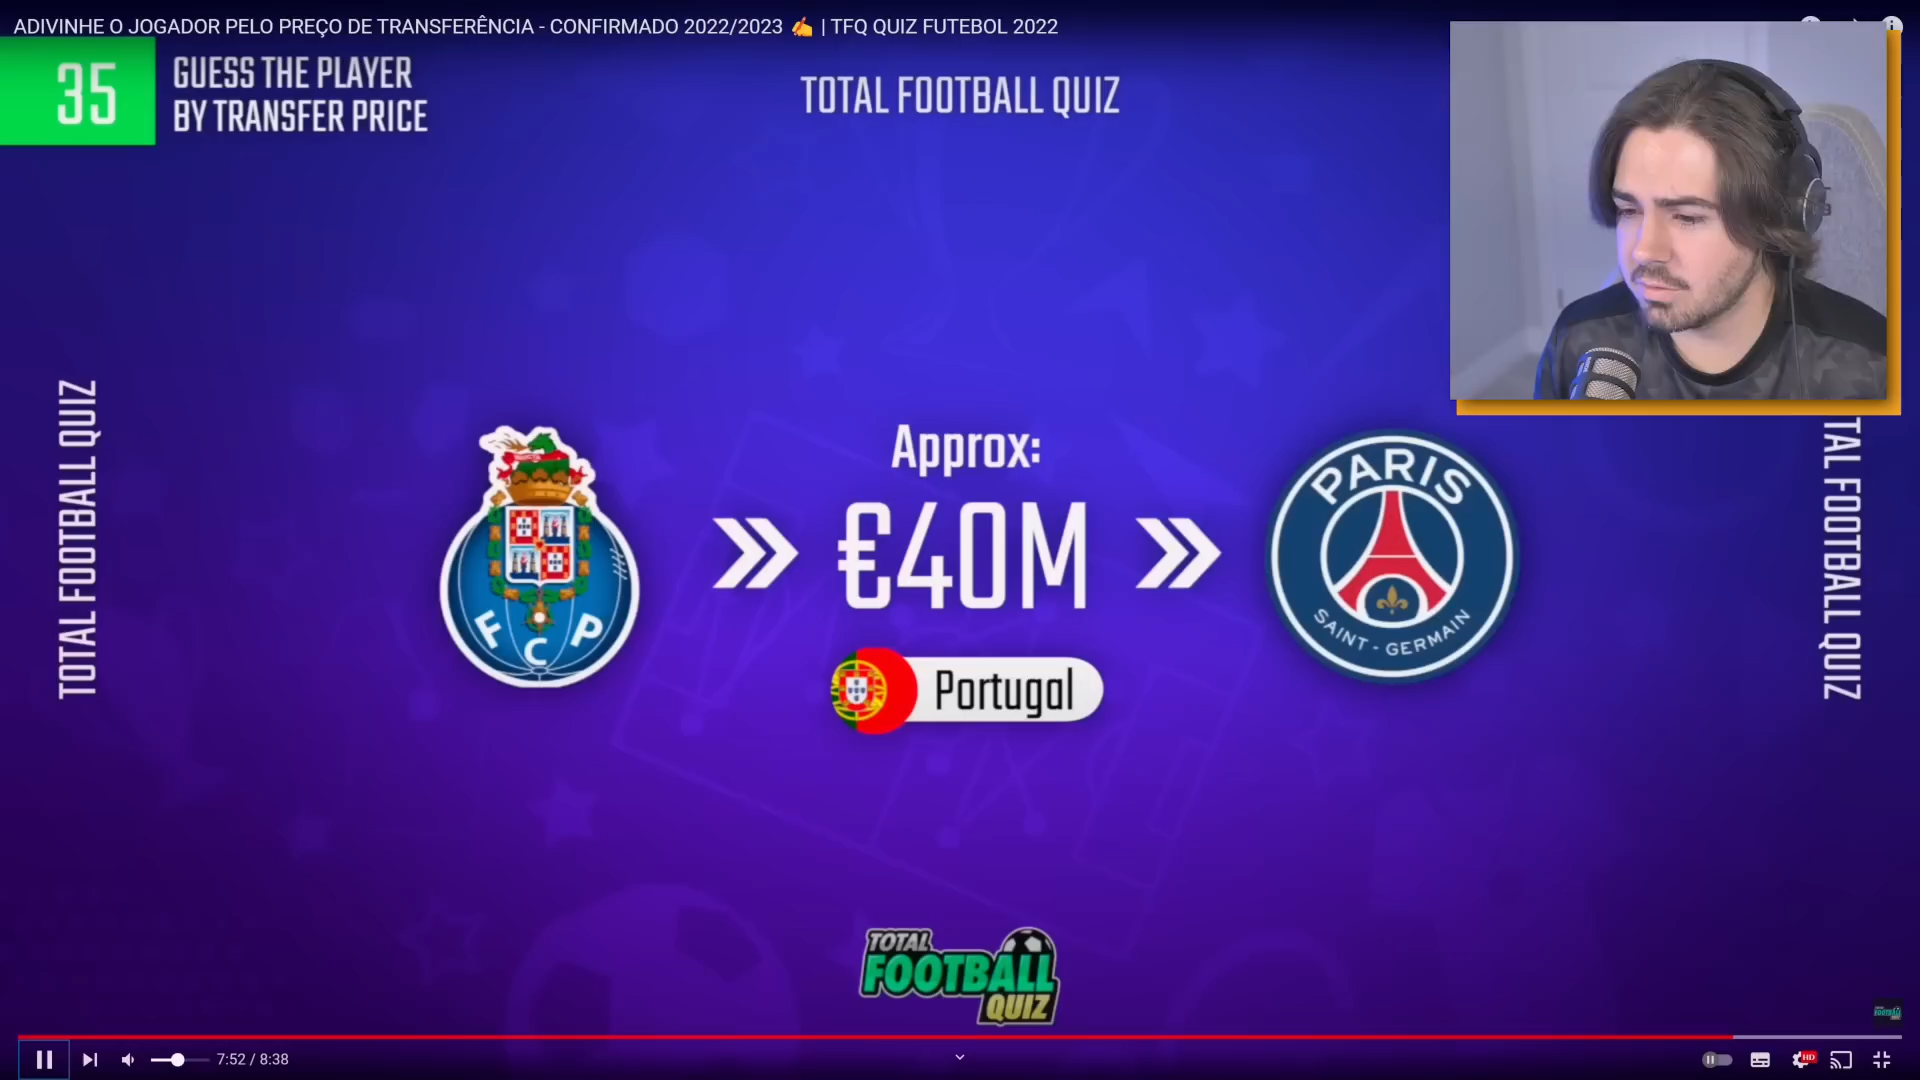 ADIVINHE O JOGADOR PELO PREÇO DE TRANSFERÊNCIA - CONFIRMADO 2022/2023 ✍️ | TFQ QUIZ FUTEBOL 2022
35
GUESS THE PLAYER
BY TRANSFER PRICE
TOTAL FOOTBALL QUIZ
TOTAL FOOTBALL QUIZ
Approx:
€40M
Portugal
F C P
PARIS
SAINT-GERMAIN
TAL FOOTBALL QUIZ
TOTAL
FOOTBALL
QUIZ
7:52 / 8:38
HD